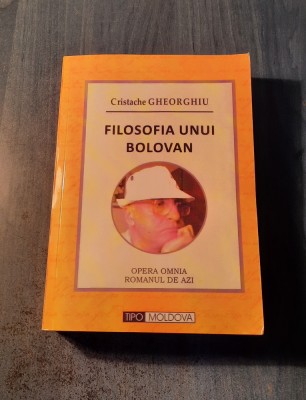 Cristache GHEORGHIU
FILOSOFIA UNUI
BOLOVAN
OPERA OMNIA
ROMANUL DE AZI
TIPO MOLDOVA